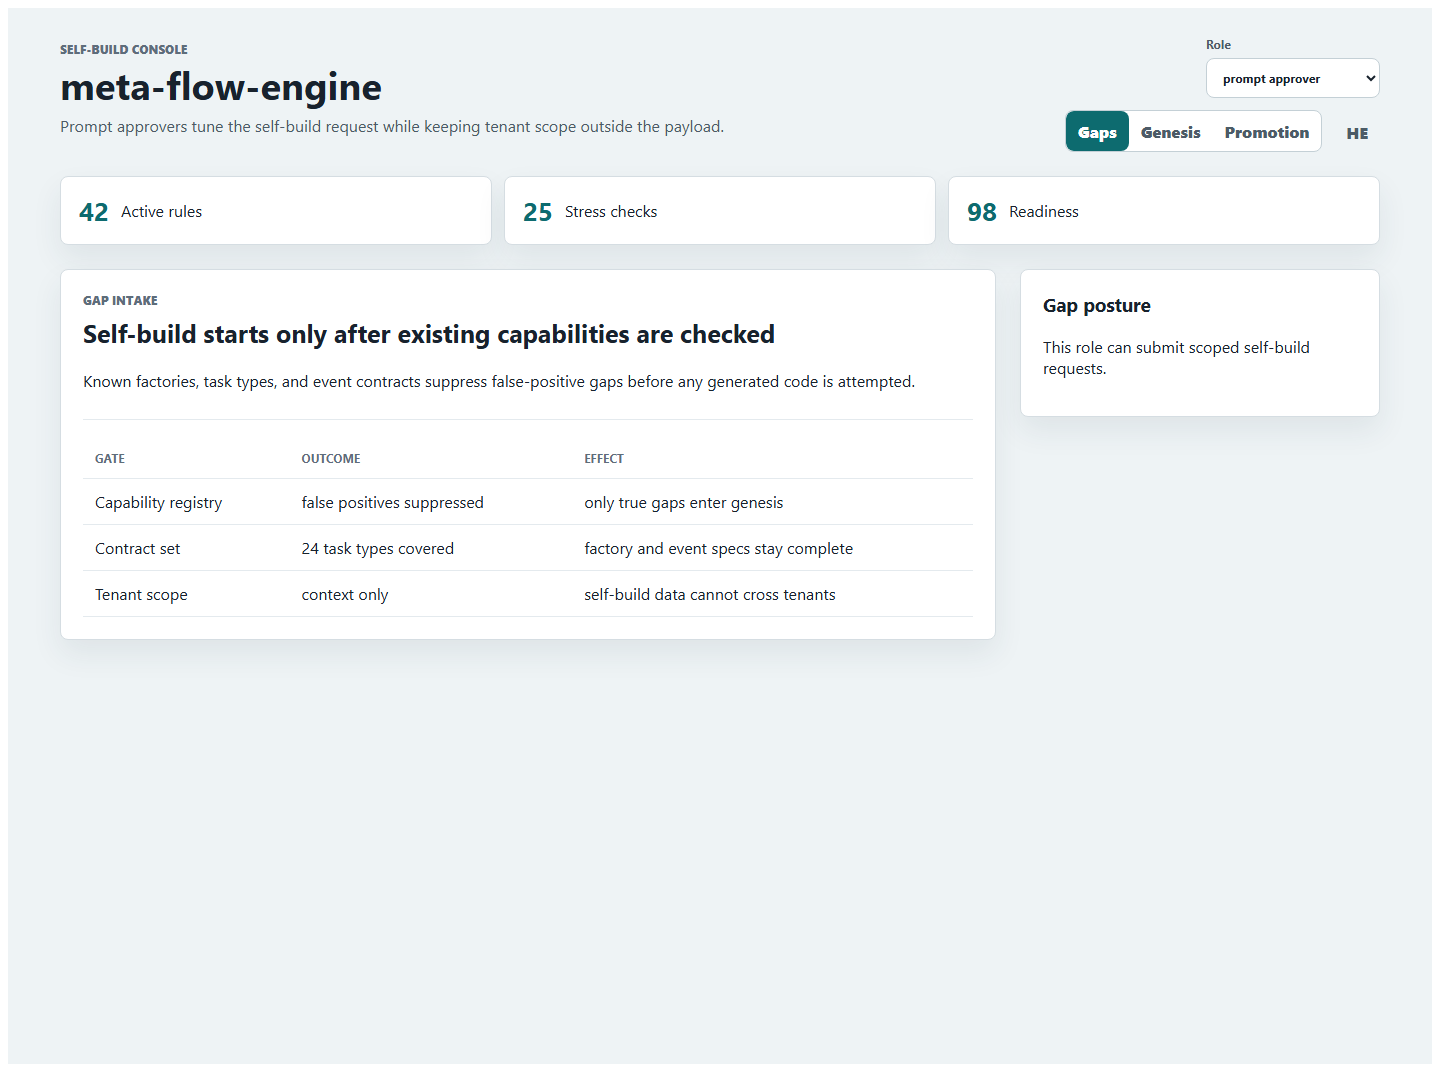 SELF-BUILD CONSOLE
meta-flow-engine
Prompt approvers tune the self-build request while keeping tenant scope outside the payload.
Role
prompt approver
Gaps Genesis Promotion HE
42 Active rules
25 Stress checks
98 Readiness
GAP INTAKE
Self-build starts only after existing capabilities are checked
Known factories, task types, and event contracts suppress false-positive gaps before any generated code is attempted.
GATE OUTCOME EFFECT
Capability registry false positives suppressed only true gaps enter genesis
Contract set 24 task types covered factory and event specs stay complete
Tenant scope context only self-build data cannot cross tenants
Gap posture
This role can submit scoped self-build
requests.